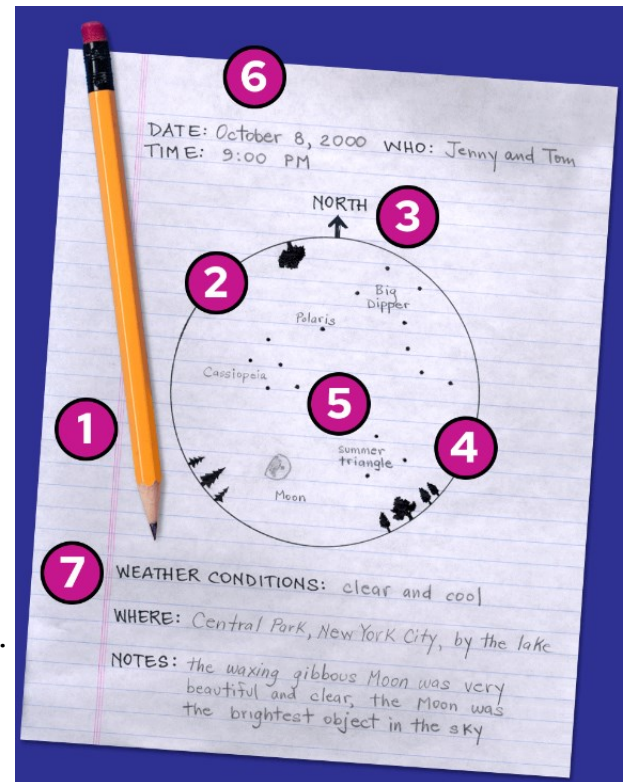 6
DATE: October 8, 2000 WHO: Jenny and Tom
TIME: 9:00 PM
NORTH
3
2
Big
Dipper
Polaris
Cassiopeia
5
1
4
summer
triangle
Moon
7
WEATHER CONDITIONS: clear and cool
WHERE: Central Park, New York City, by the lake
NOTES: the waxing gibbous Moon was very
beautiful and clear, the Moon was
the brightest object in the sky
.